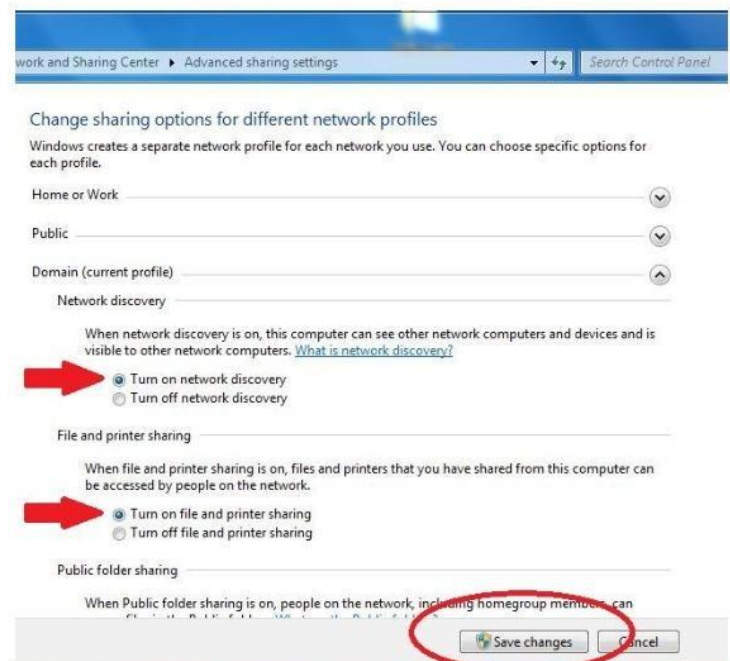 work and Sharing Center ▸ Advanced sharing settings
Search Control Panel
Change sharing options for different network profiles
Windows creates a separate network profile for each network you use. You can choose specific options for
each profile.
Home or Work
Public
Domain (current profile)
Network discovery
When network discovery is on, this computer can see other network computers and devices and is
visible to other network computers. What is network discovery?
Turn on network discovery
Turn off network discovery
File and printer sharing
When file and printer sharing is on, files and printers that you have shared from this computer can
be accessed by people on the network.
Turn on file and printer sharing
Turn off file and printer sharing
Public folder sharing
When Public folder sharing is on, people on the network, including homegroup members, can
Save changes
Cancel